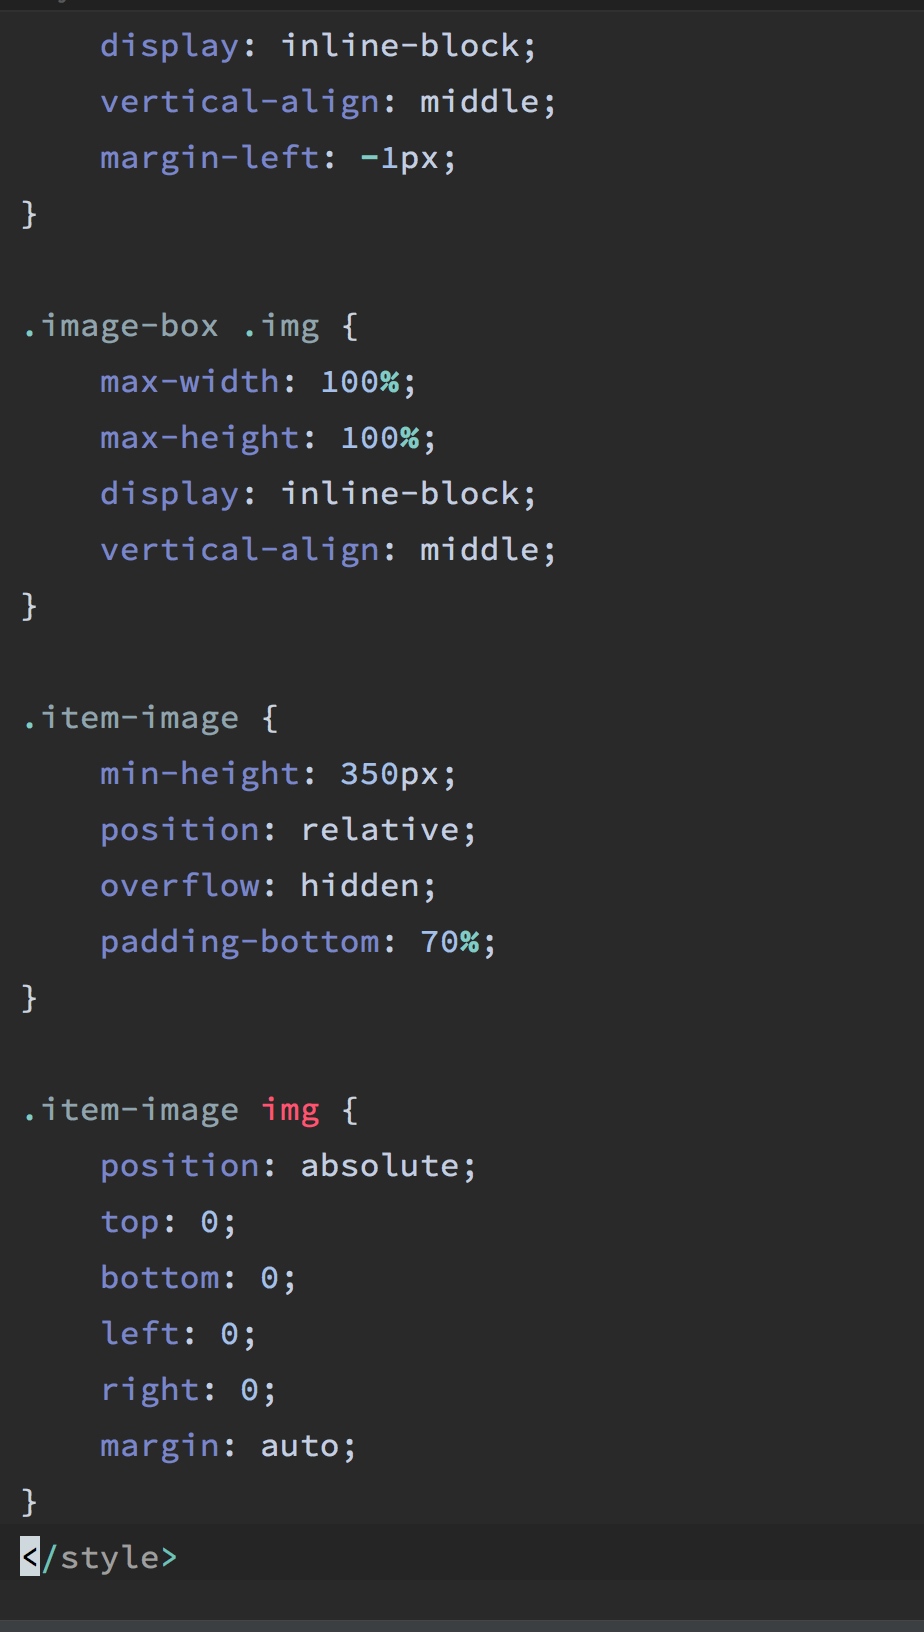 display: inline-block;
vertical-align: middle;
margin-left: -1px;
}
.image-box .img {
max-width: 100%;
max-height: 100%;
display: inline-block;
vertical-align: middle;
}
.item-image {
min-height: 350px;
position: relative;
overflow: hidden;
padding-bottom: 70%;
}
.item-image img {
position: absolute;
top: 0;
bottom: 0;
left: 0;
right: 0;
margin: auto;
}
</style>